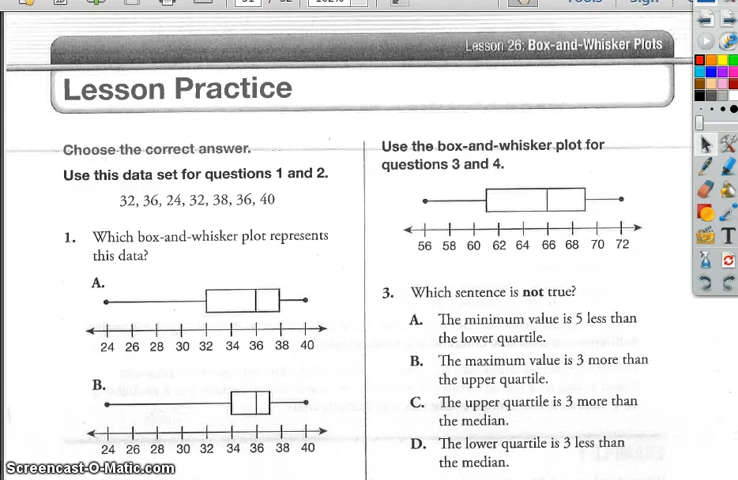 Lesson 26: Box-and-Whisker Plots
Lesson Practice
Choose the correct answer.
Use this data set for questions 1 and 2.
32, 36, 24, 32, 38, 36, 40
1. Which box-and-whisker plot represents
this data?
A.
24 26 28 30 32 34 36 38 40
B.
24 26 28 30 32 34 36 38 40
Use the box-and-whisker plot for
questions 3 and 4.
56 58 60 62 64 66 68 70 72
3. Which sentence is not true?
A. The minimum value is 5 less than
the lower quartile.
B. The maximum value is 3 more than
the upper quartile.
C. The upper quartile is 3 more than
the median.
D. The lower quartile is 3 less than
the median.
T
Screencast-O-Matic.com